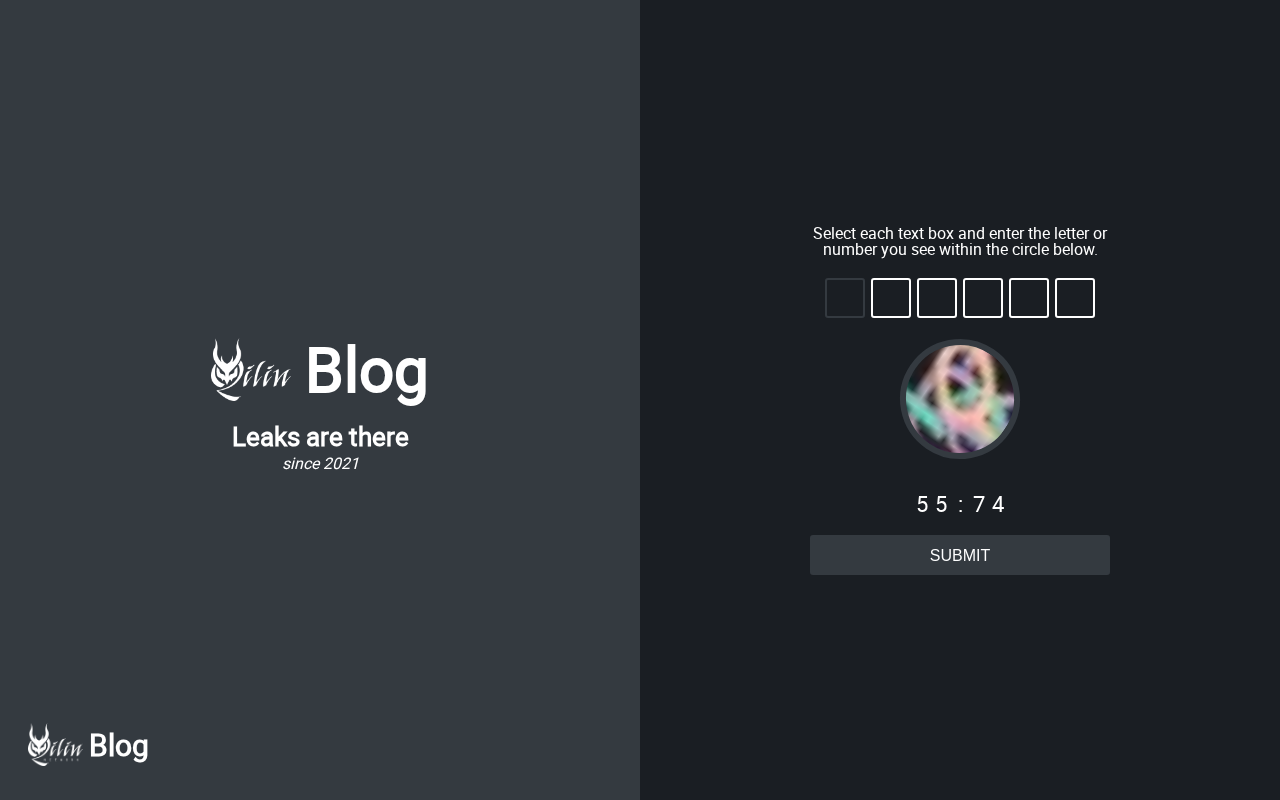 Select each text box and enter the letter or
number you see within the circle below.
Qilin Blog
Leaks are there
since 2021
55:74
SUBMIT
Qilin Blog